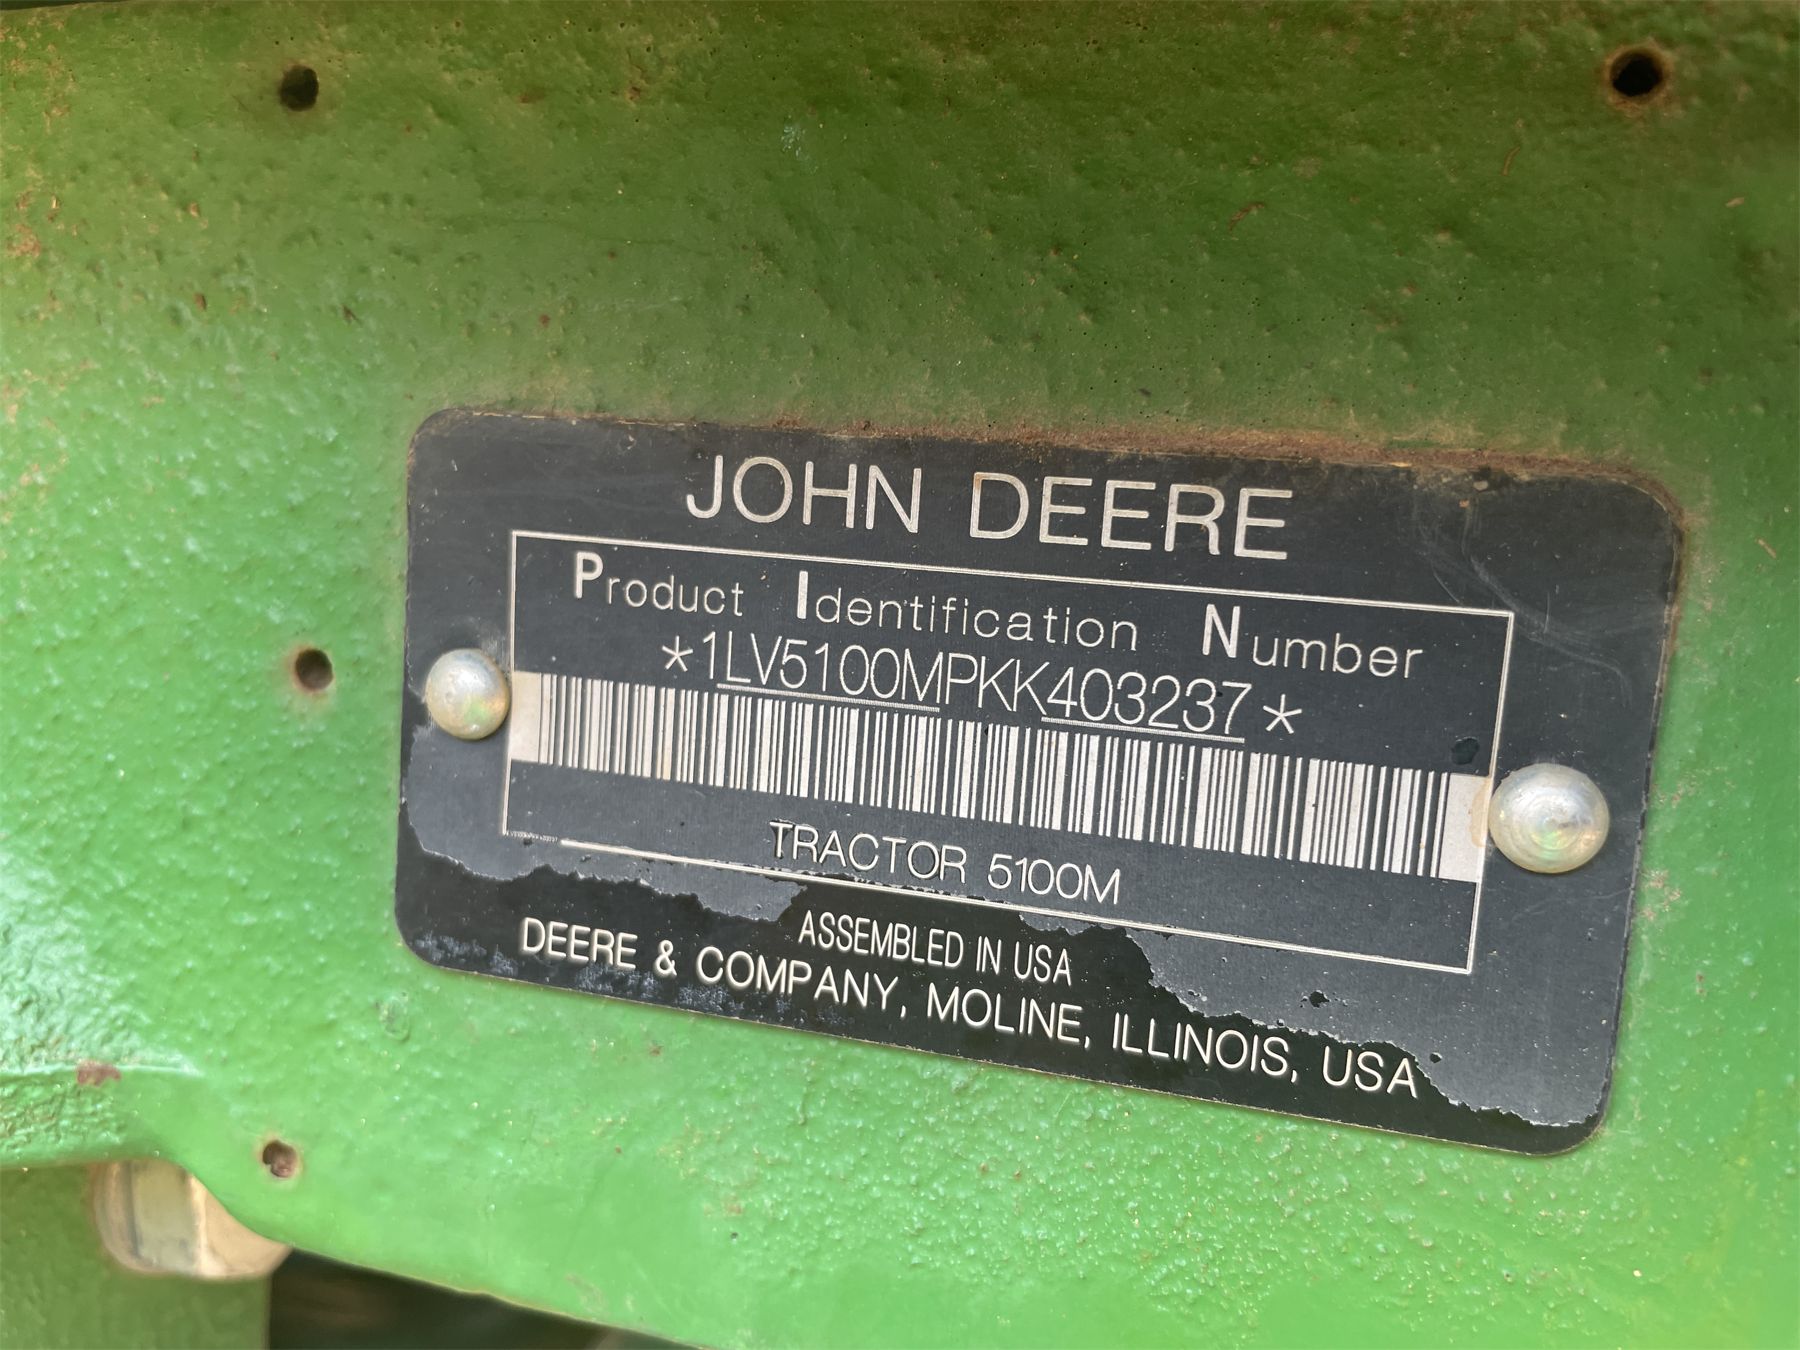 JOHN DEERE
Product Identification Number
*1LV5100MPKK403237*
TRACTOR 5100M
ASSEMBLED IN USA
DEERE & COMPANY, MOLINE, ILLINOIS, USA